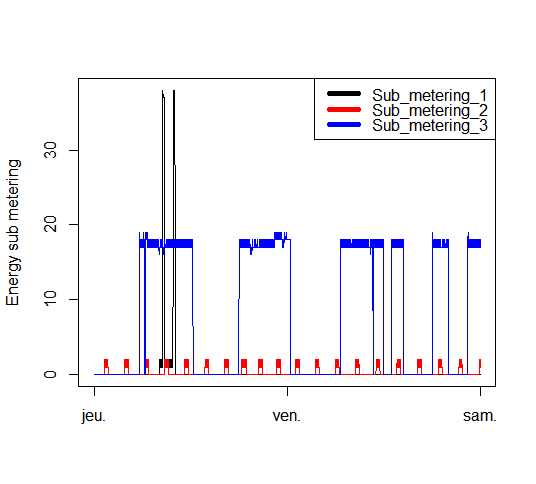 Sub_metering_1
Sub_metering_2
Sub_metering_3
Energy sub metering
30
20
10
0
jeu.
ven.
sam.